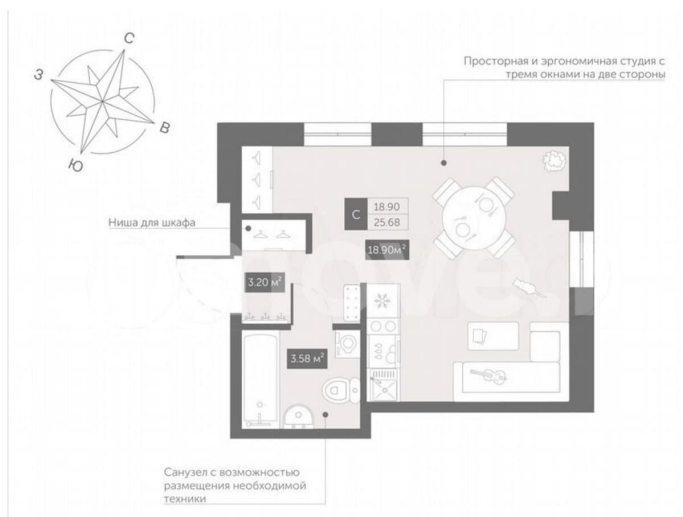 С
З
В
Ю
Просторная и эргономичная студия с
тремя окнами на две стороны
Ниша для шкафа
С
18.90
25.68
18.90м²
3.20 м²
3.58 м²
Санузел с возможностью
размещения необходимой
техники